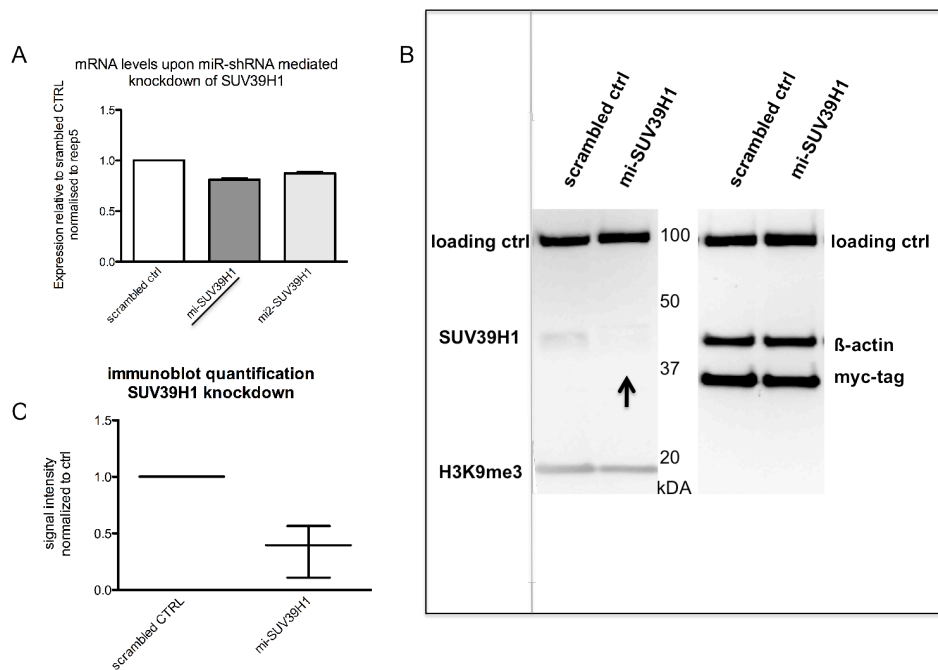 A
mRNA levels upon miR-shRNA mediated
knockdown of SUV39H1
Expression relative to srambled CTRL
normalised to reep5
1.5
1.0
0.5
0.0
scrambled ctrl
mi-SUV39H1
mi2-SUV39H1
B
scrambled ctrl
mi-SUV39H1
scrambled ctrl
mi-SUV39H1
loading ctrl
100
loading ctrl
50
SUV39H1
ß-actin
37
myc-tag
H3K9me3
20
kDA
C
immunoblot quantification
SUV39H1 knockdown
signal intensity
normalized to ctrl
1.5
1.0
0.5
0.0
scrambled CTRL
mi-SUV39H1